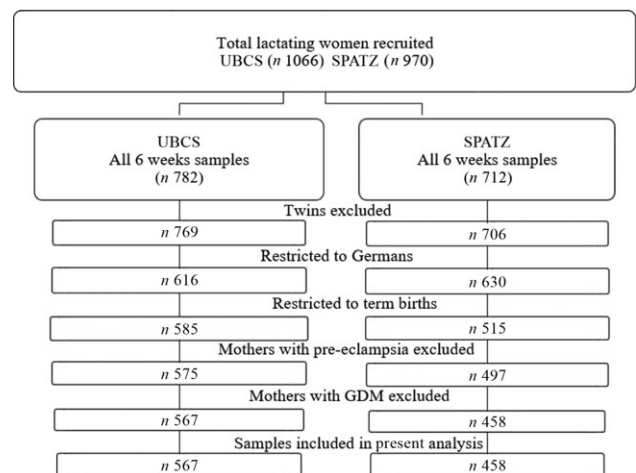 Total lactating women recruited
UBCS (n 1066) SPATZ (n 970)
UBCS
All 6 weeks samples
(n 782)
SPATZ
All 6 weeks samples
(n 712)
Twins excluded
n 769
n 706
Restricted to Germans
n 616
n 630
Restricted to term births
n 585
n 515
Mothers with pre-eclampsia excluded
n 575
n 497
Mothers with GDM excluded
n 567
n 458
Samples included in present analysis
n 567
n 458